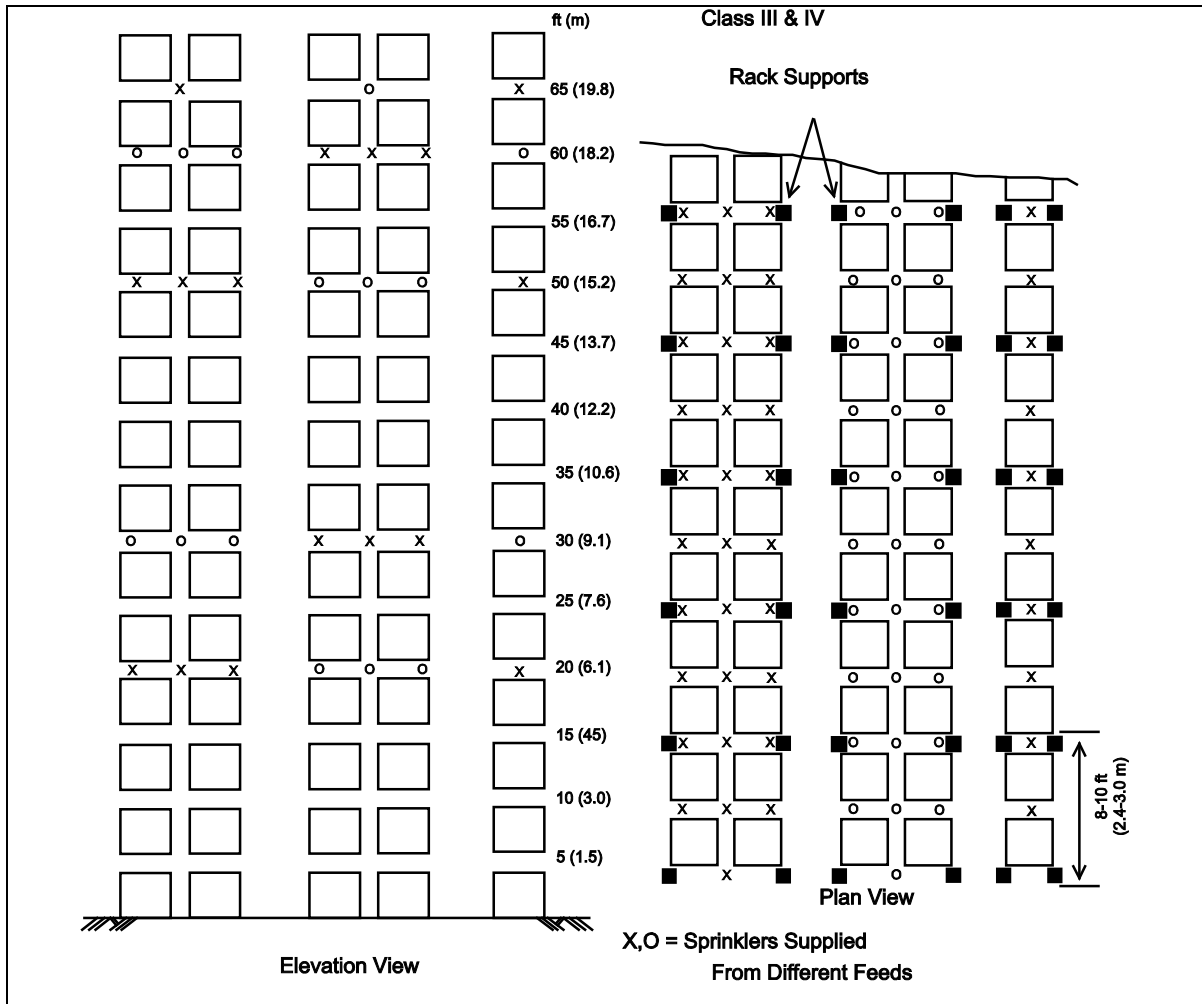 ft (m)
Class III & IV
Rack Supports
X O X 65 (19.8)
O O O X X X O 60 (18.2)
55 (16.7)
X X X O O O X 50 (15.2)
45 (13.7)
40 (12.2)
35 (10.6)
O O O X X X O 30 (9.1)
25 (7.6)
X X X O O O X 20 (6.1)
15 (45)
10 (3.0)
5 (1.5)
X X X O O O X
X X X O O O X
X X X O O O X
X X X O O O X
X X X O O O X
X X X O O O X
X X X O O O X
X X X O O O X
X X X O O O X
X X X O O O X
X O
8-10 ft
(2.4-3.0 m)
Plan View
Elevation View
X,O = Sprinklers Supplied
From Different Feeds